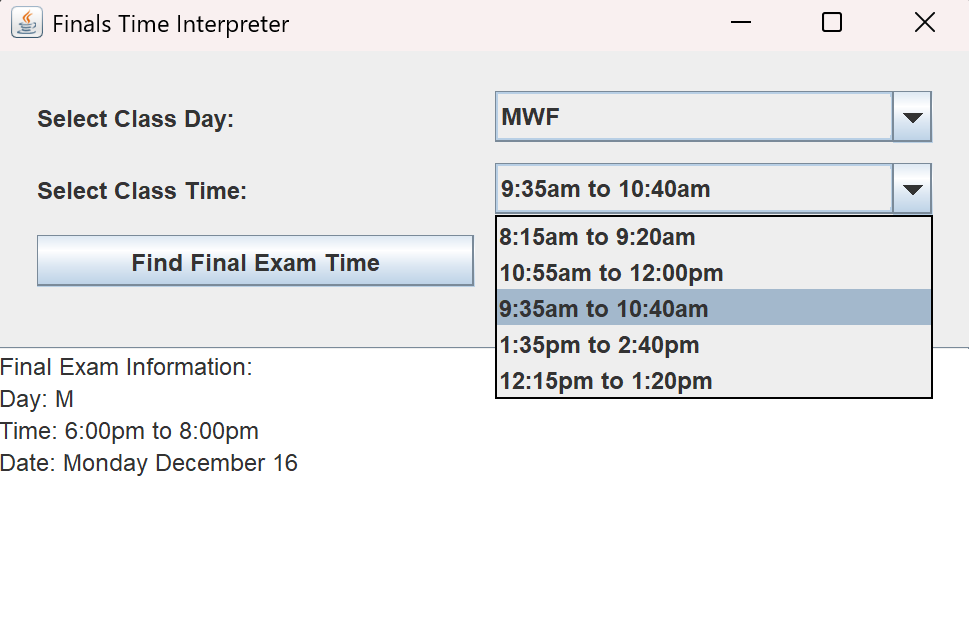 Finals Time Interpreter
Select Class Day:
MWF
Select Class Time:
9:35am to 10:40am
Find Final Exam Time
8:15am to 9:20am
10:55am to 12:00pm
9:35am to 10:40am
1:35pm to 2:40pm
12:15pm to 1:20pm
Final Exam Information:
Day: M
Time: 6:00pm to 8:00pm
Date: Monday December 16